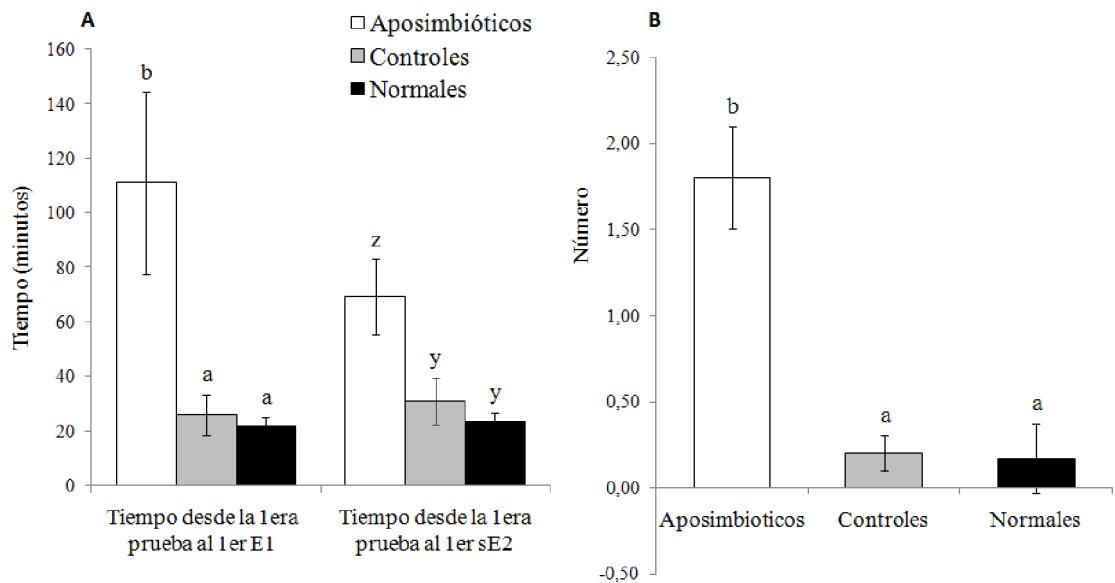 A
Aposimbióticos
Controles
Normales
Tiempo (minutos)
160
140
120
100
80
60
40
20
0
b
a
a
z
y
y
Tiempo desde la 1era
prueba al 1er E1
Tiempo desde la 1era
prueba al 1er sE2
B
Número
2,50
2,00
1,50
1,00
0,50
0,00
-0,50
b
a
a
Aposimbioticos
Controles
Normales